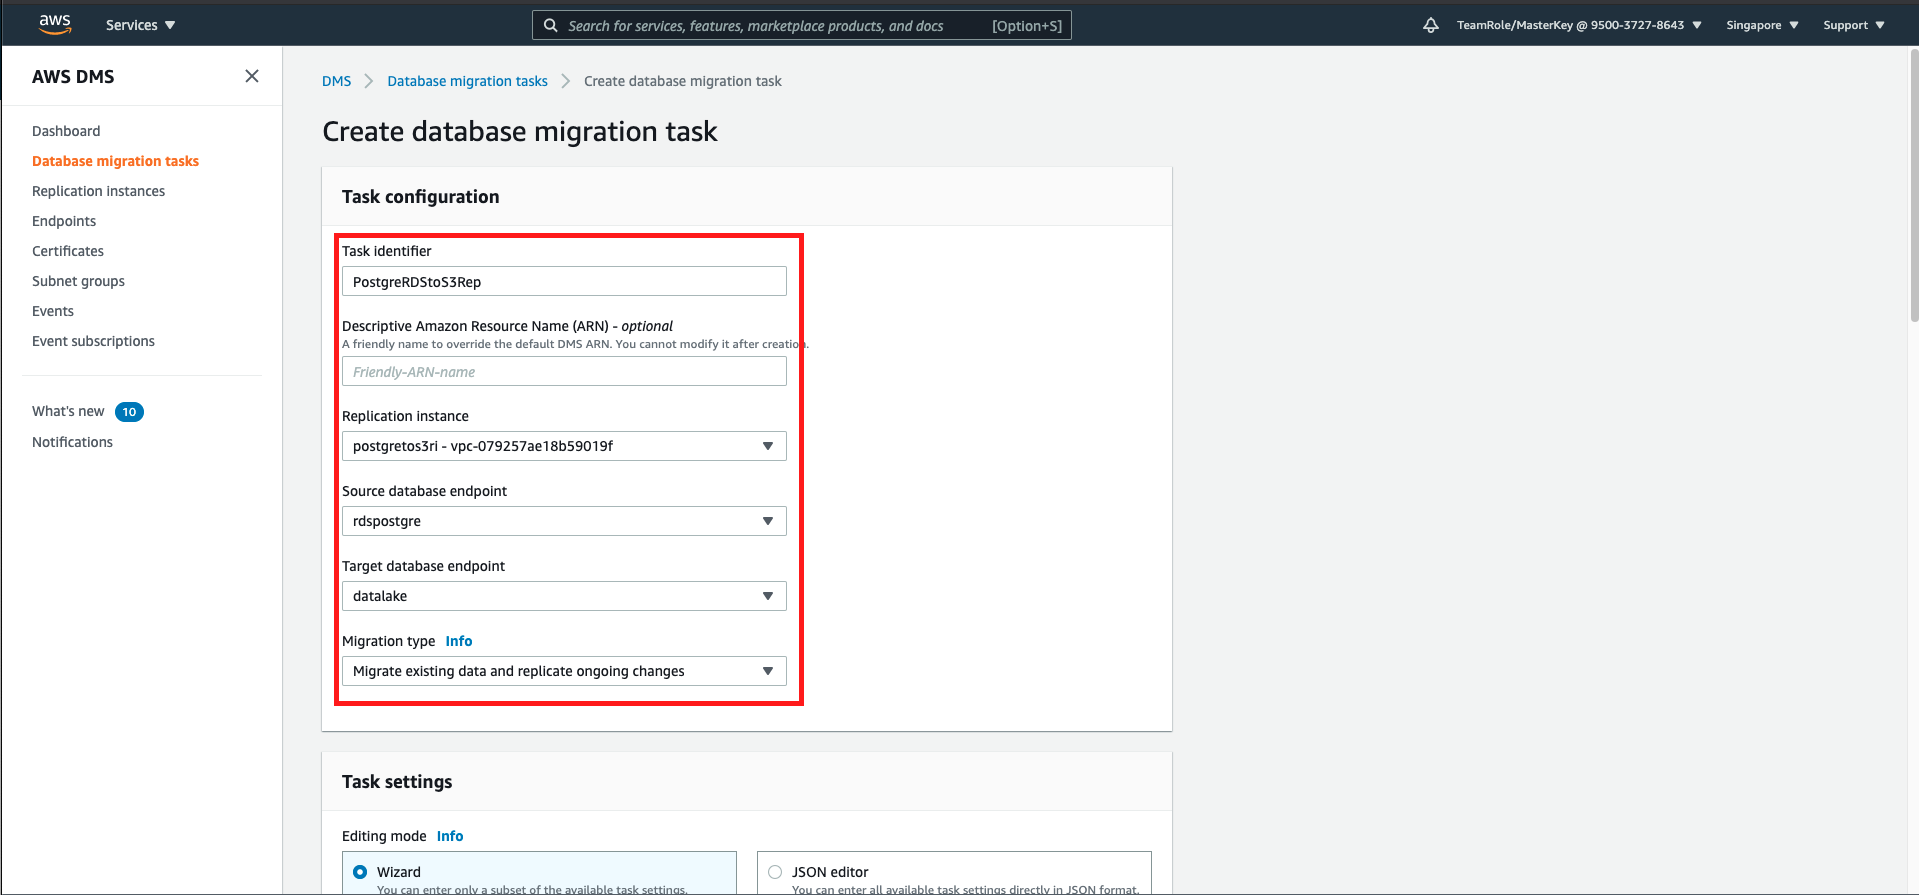 aws
Services
Search for services, features, marketplace products, and docs [Option+S]
TeamRole/MasterKey @ 9500-3727-8643
Singapore
Support
AWS DMS
Dashboard
Database migration tasks
Replication instances
Endpoints
Certificates
Subnet groups
Events
Event subscriptions
What's new 10
Notifications
DMS
Database migration tasks
Create database migration task
Create database migration task
Task configuration
Task identifier
PostgreRDStoS3Rep
Descriptive Amazon Resource Name (ARN) - optional
A friendly name to override the default DMS ARN. You cannot modify it after creation.
Friendly-ARN-name
Replication instance
postgretos3ri - vpc-079257ae18b59019f
Source database endpoint
rdspostgre
Target database endpoint
datalake
Migration type Info
Migrate existing data and replicate ongoing changes
Task settings
Editing mode Info
Wizard
You can enter only a subset of the available task settings.
JSON editor
You can enter all available task settings directly in JSON format.